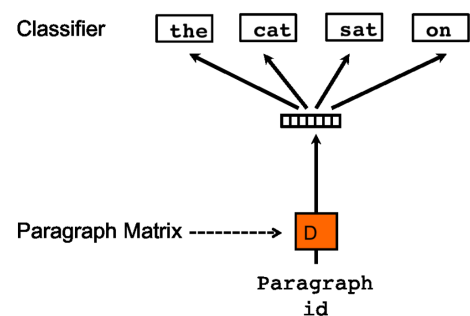 Classifier
the cat sat on
Paragraph Matrix
D
Paragraph
id